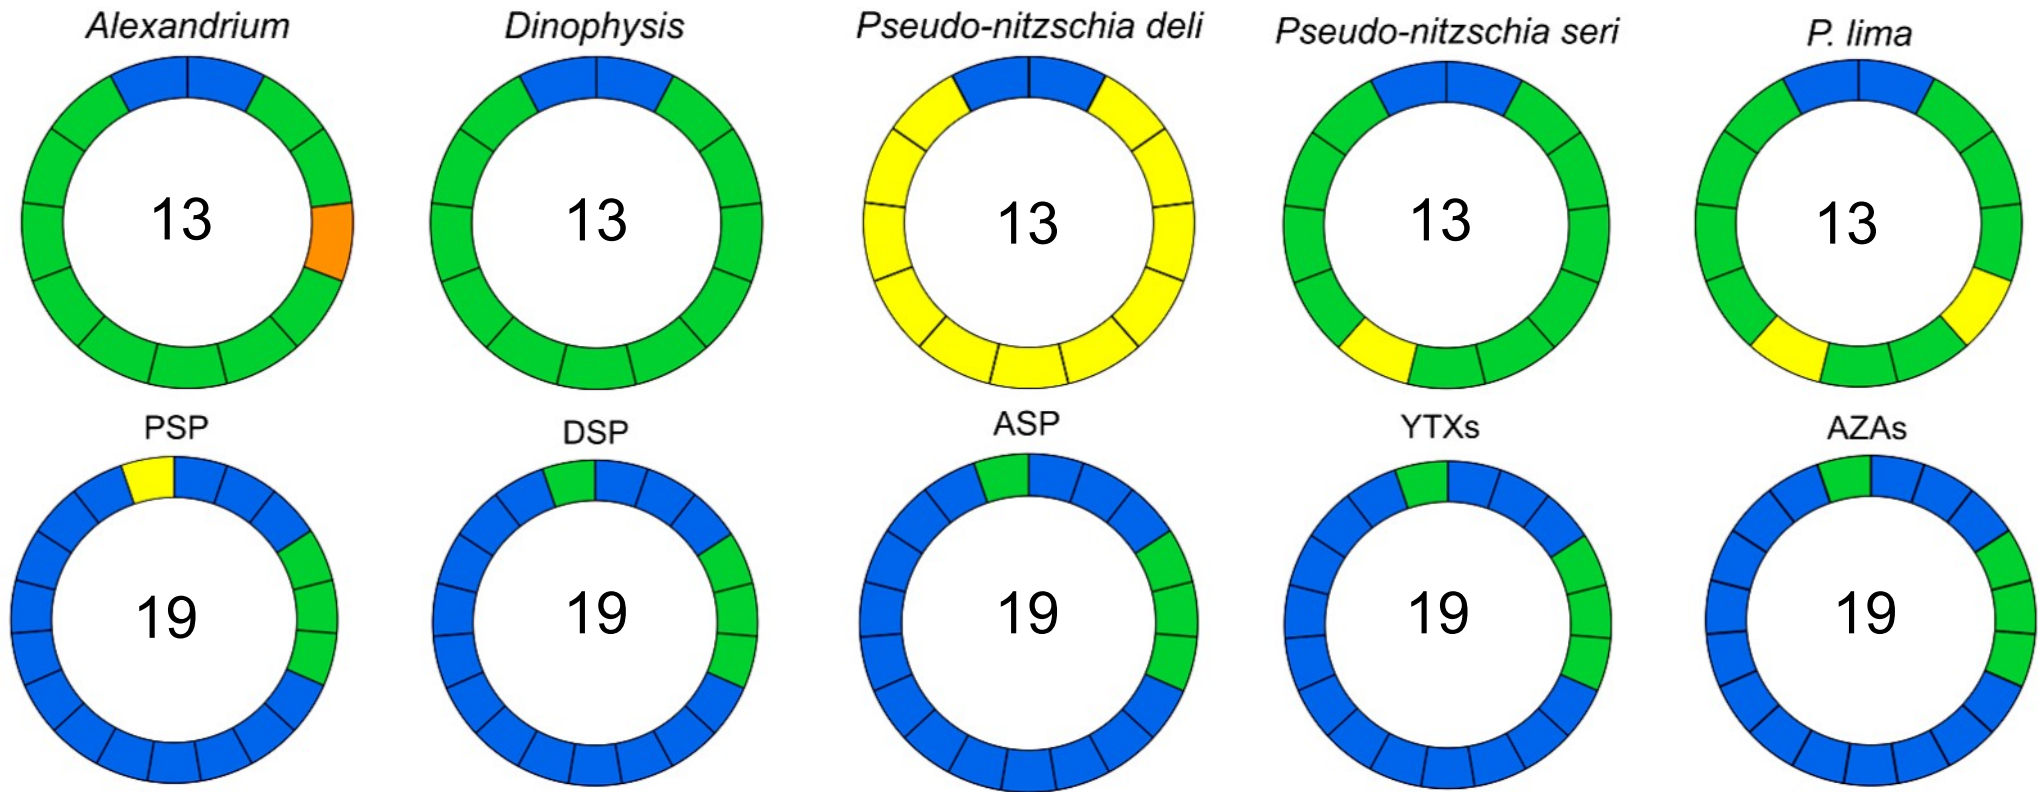 Alexandrium
Dinophysis
Pseudo-nitzschia deli
Pseudo-nitzschia seri
P. lima
13
13
13
13
13
PSP
DSP
ASP
YTXs
AZAs
19
19
19
19
19